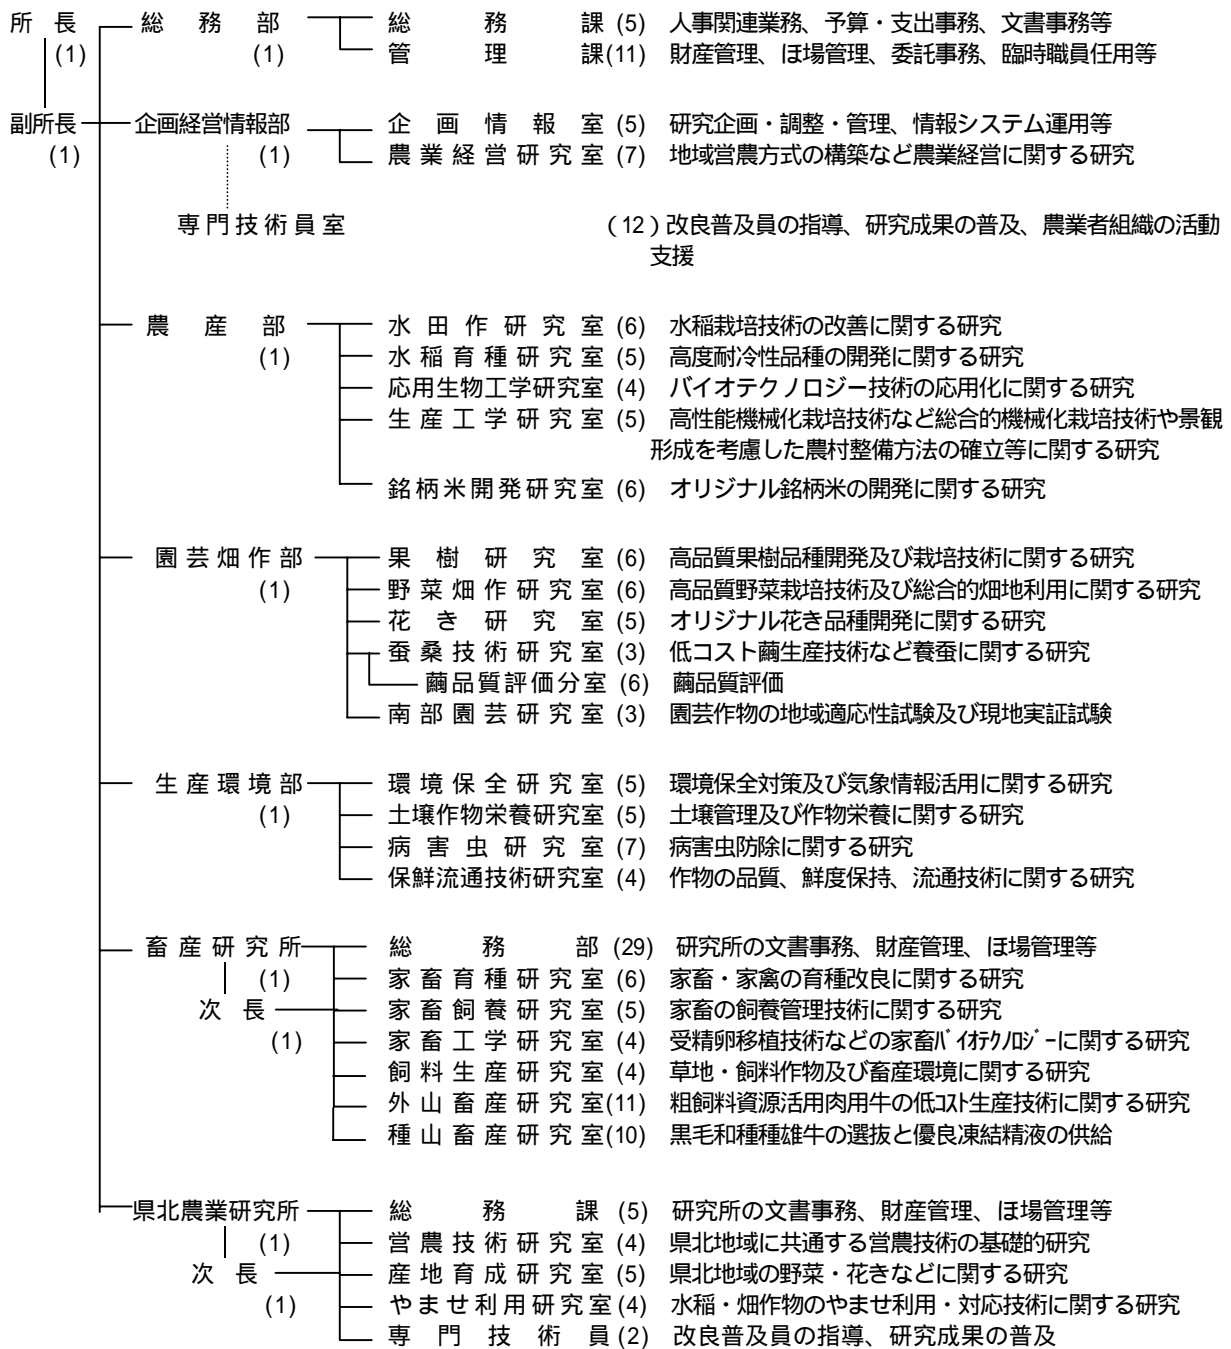 所長 総務部 総務課 (5) 人事関連業務、予算・支出事務、文書事務等
(1) (1) 管理課(11) 財産管理、ほ場管理、委託事務、臨時職員任用等
副所長 企画経営情報部 企画情報室 (5) 研究企画・調整・管理、情報システム運用等
(1) (1) 農業経営研究室 (7) 地域営農方式の構築など農業経営に関する研究
専門技術員室 (12)改良普及員の指導、研究成果の普及、農業者組織の活動
支援
農産部 水田作研究室 (6) 水稲栽培技術の改善に関する研究
(1) 水稲育種研究室 (5) 高度耐冷性品種の開発に関する研究
応用生物工学研究室 (4) バイオテクノロジー技術の応用化に関する研究
生産工学研究室 (5) 高性能機械化栽培技術など総合的機械化栽培技術や景観
形成を考慮した農村整備方法の確立等に関する研究
銘柄米開発研究室 (6) オリジナル銘柄米の開発に関する研究
園芸畑作部 果樹研究室 (6) 高品質果樹品種開発及び栽培技術に関する研究
(1) 野菜畑作研究室 (6) 高品質野菜栽培技術及び総合的畑地利用に関する研究
花き研究室 (5) オリジナル花き品種開発に関する研究
蚕桑技術研究室 (3) 低コスト繭生産技術など養蚕に関する研究
繭品質評価分室 (6) 繭品質評価
南部園芸研究室 (3) 園芸作物の地域適応性試験及び現地実証試験
生産環境部 環境保全研究室 (5) 環境保全対策及び気象情報活用に関する研究
(1) 土壌作物栄養研究室 (5) 土壌管理及び作物栄養に関する研究
病害虫研究室 (7) 病害虫防除に関する研究
保鮮流通技術研究室 (4) 作物の品質、鮮度保持、流通技術に関する研究
畜産研究所 総務部 (29) 研究所の文書事務、財産管理、ほ場管理等
(1) 家畜育種研究室 (6) 家畜・家禽の育種改良に関する研究
次長 家畜飼養研究室 (5) 家畜の飼養管理技術に関する研究
(1) 家畜工学研究室 (4) 受精卵移植技術などの家畜ﾊﾞｲｵﾃｸﾉﾛｼﾞｰに関する研究
飼料生産研究室 (4) 草地・飼料作物及び畜産環境に関する研究
外山畜産研究室(11) 粗飼料資源活用肉用牛の低ｺｽﾄ生産技術に関する研究
種山畜産研究室(10) 黒毛和種種雄牛の選抜と優良凍結精液の供給
県北農業研究所 総務課 (5) 研究所の文書事務、財産管理、ほ場管理等
(1) 営農技術研究室 (4) 県北地域に共通する営農技術の基礎的研究
次長 産地育成研究室 (5) 県北地域の野菜・花きなどに関する研究
(1) やませ利用研究室 (4) 水稲・畑作物のやませ利用・対応技術に関する研究
専門技術員 (2) 改良普及員の指導、研究成果の普及